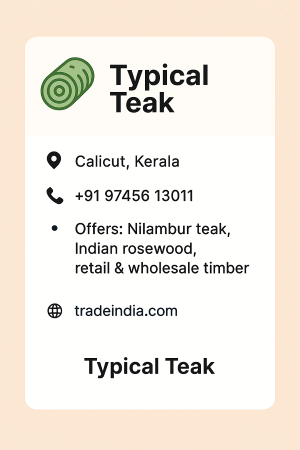 Typical
Teak
Calicut, Kerala
+91 97456 13011
• Offers: Nilambur teak,
Indian rosewood,
retail & wholesale timber
tradeindia.com
Typical Teak